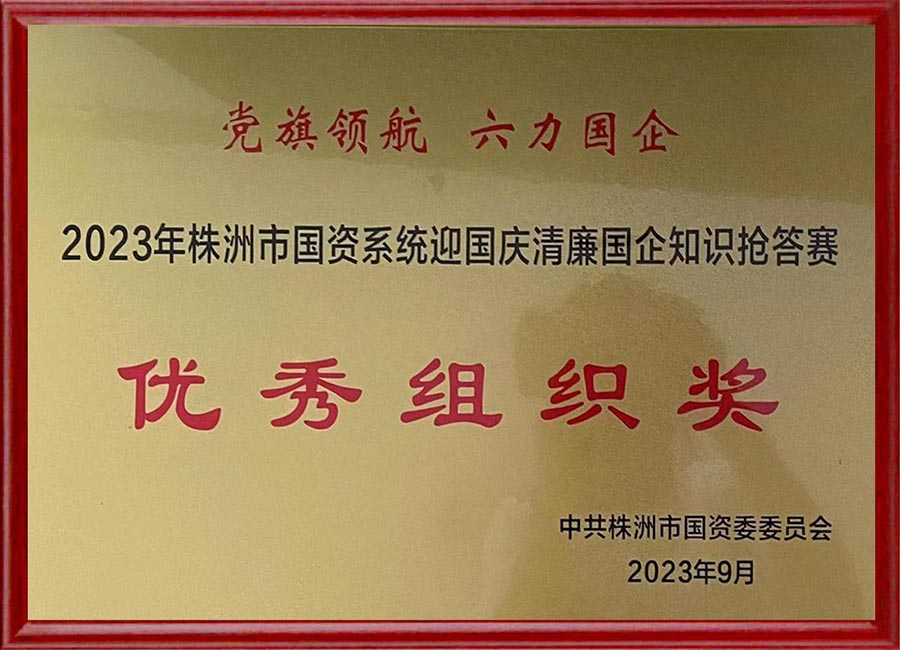 党旗领航 六力国企
2023年株洲市国资系统迎国庆清廉国企知识抢答赛
优秀组织奖
中共株洲市国资委委员会
2023年9月